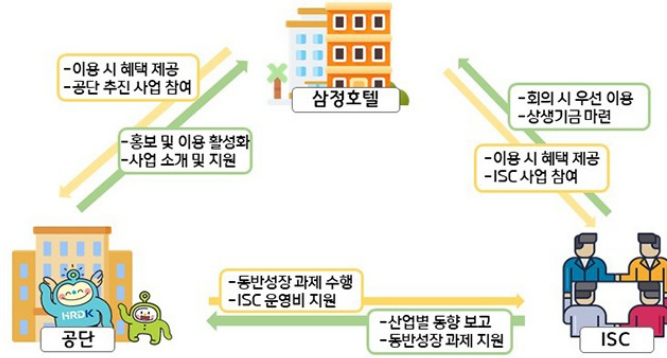 -이용 시 혜택 제공
-공단 추진 사업 참여
삼정호텔
-회의 시 우선 이용
-상생기금 마련
-홍보 및 이용 활성화
-사업 소개 및 지원
-이용 시 혜택 제공
-ISC 사업 참여
HRDK
-동반성장 과제 수행
-ISC 운영비 지원
-산업별 동향 보고
-동반성장 과제 지원
공단
ISC